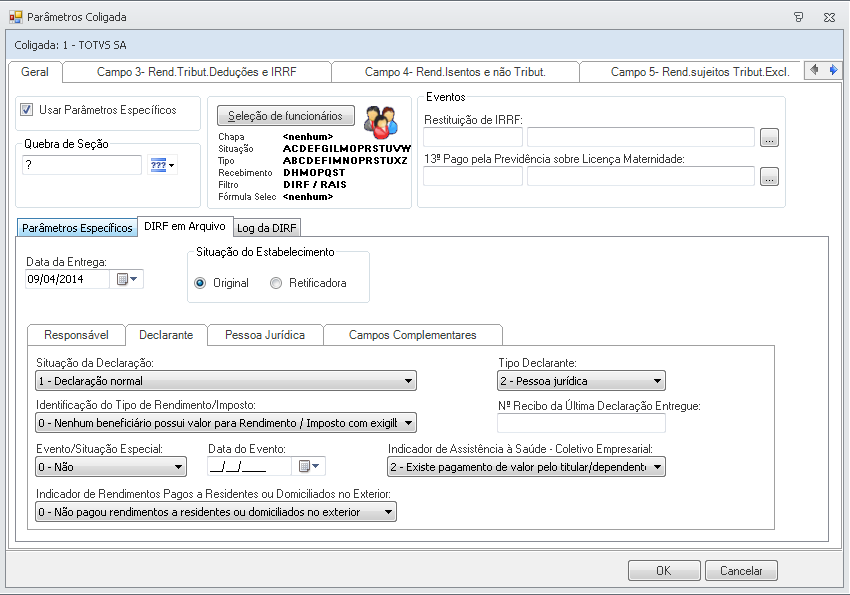 Parâmetros Coligada
Coligada: 1 - TOTVS SA
Geral
Campo 3- Rend.Tribut.Deduções e IRRF
Campo 4- Rend.Isentos e não Tribut.
Campo 5- Rend.sujeitos Tribut.Excl.
Usar Parâmetros Específicos
Quebra de Seção
?
???
Seleção de funcionários
Chapa <nenhum>
Situação ACDEFGILMOPRSTUVW
Tipo ABCDEFIMNOPRSTUXZ
Recebimento DHMOPQST
Filtro DIRF / RAIS
Fórmula Selec <nenhum>
Eventos
Restituição de IRRF:
...
13º Pago pela Previdência sobre Licença Maternidade:
...
Parâmetros Específicos
DIRF em Arquivo
Log da DIRF
Data da Entrega:
09/04/2014
Situação do Estabelecimento
Original
Retificadora
Responsável
Declarante
Pessoa Jurídica
Campos Complementares
Situação da Declaração:
1 - Declaração normal
Tipo Declarante:
2 - Pessoa jurídica
Identificação do Tipo de Rendimento/Imposto:
0 - Nenhum beneficiário possui valor para Rendimento / Imposto com exigib
Nº Recibo da Última Declaração Entregue:
Evento/Situação Especial:
0 - Não
Data do Evento:
__/__/____
Indicador de Assistência à Saúde - Coletivo Empresarial:
2 - Existe pagamento de valor pelo titular/dependent
Indicador de Rendimentos Pagos a Residentes ou Domiciliados no Exterior:
0 - Não pagou rendimentos a residentes ou domiciliados no exterior
OK
Cancelar